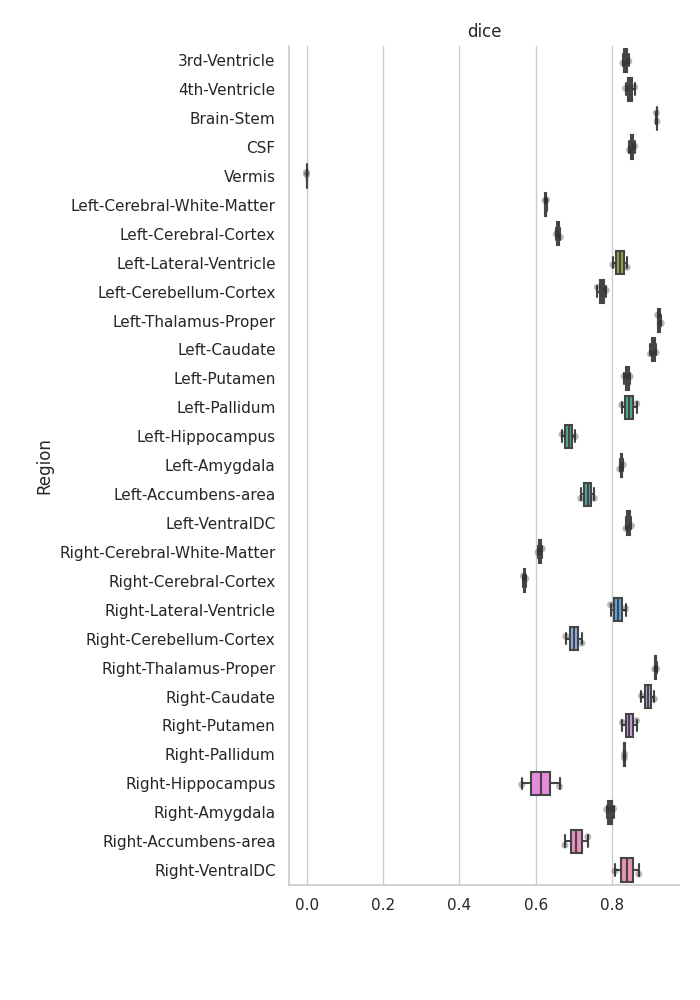 dice
3rd-Ventricle
4th-Ventricle
Brain-Stem
CSF
Vermis
Left-Cerebral-White-Matter
Left-Cerebral-Cortex
Left-Lateral-Ventricle
Left-Cerebellum-Cortex
Left-Thalamus-Proper
Left-Caudate
Left-Putamen
Left-Pallidum
Left-Hippocampus
Left-Amygdala
Left-Accumbens-area
Left-VentralDC
Right-Cerebral-White-Matter
Right-Cerebral-Cortex
Right-Lateral-Ventricle
Right-Cerebellum-Cortex
Right-Thalamus-Proper
Right-Caudate
Right-Putamen
Right-Pallidum
Right-Hippocampus
Right-Amygdala
Right-Accumbens-area
Right-VentralDC
Region
0.0 0.2 0.4 0.6 0.8